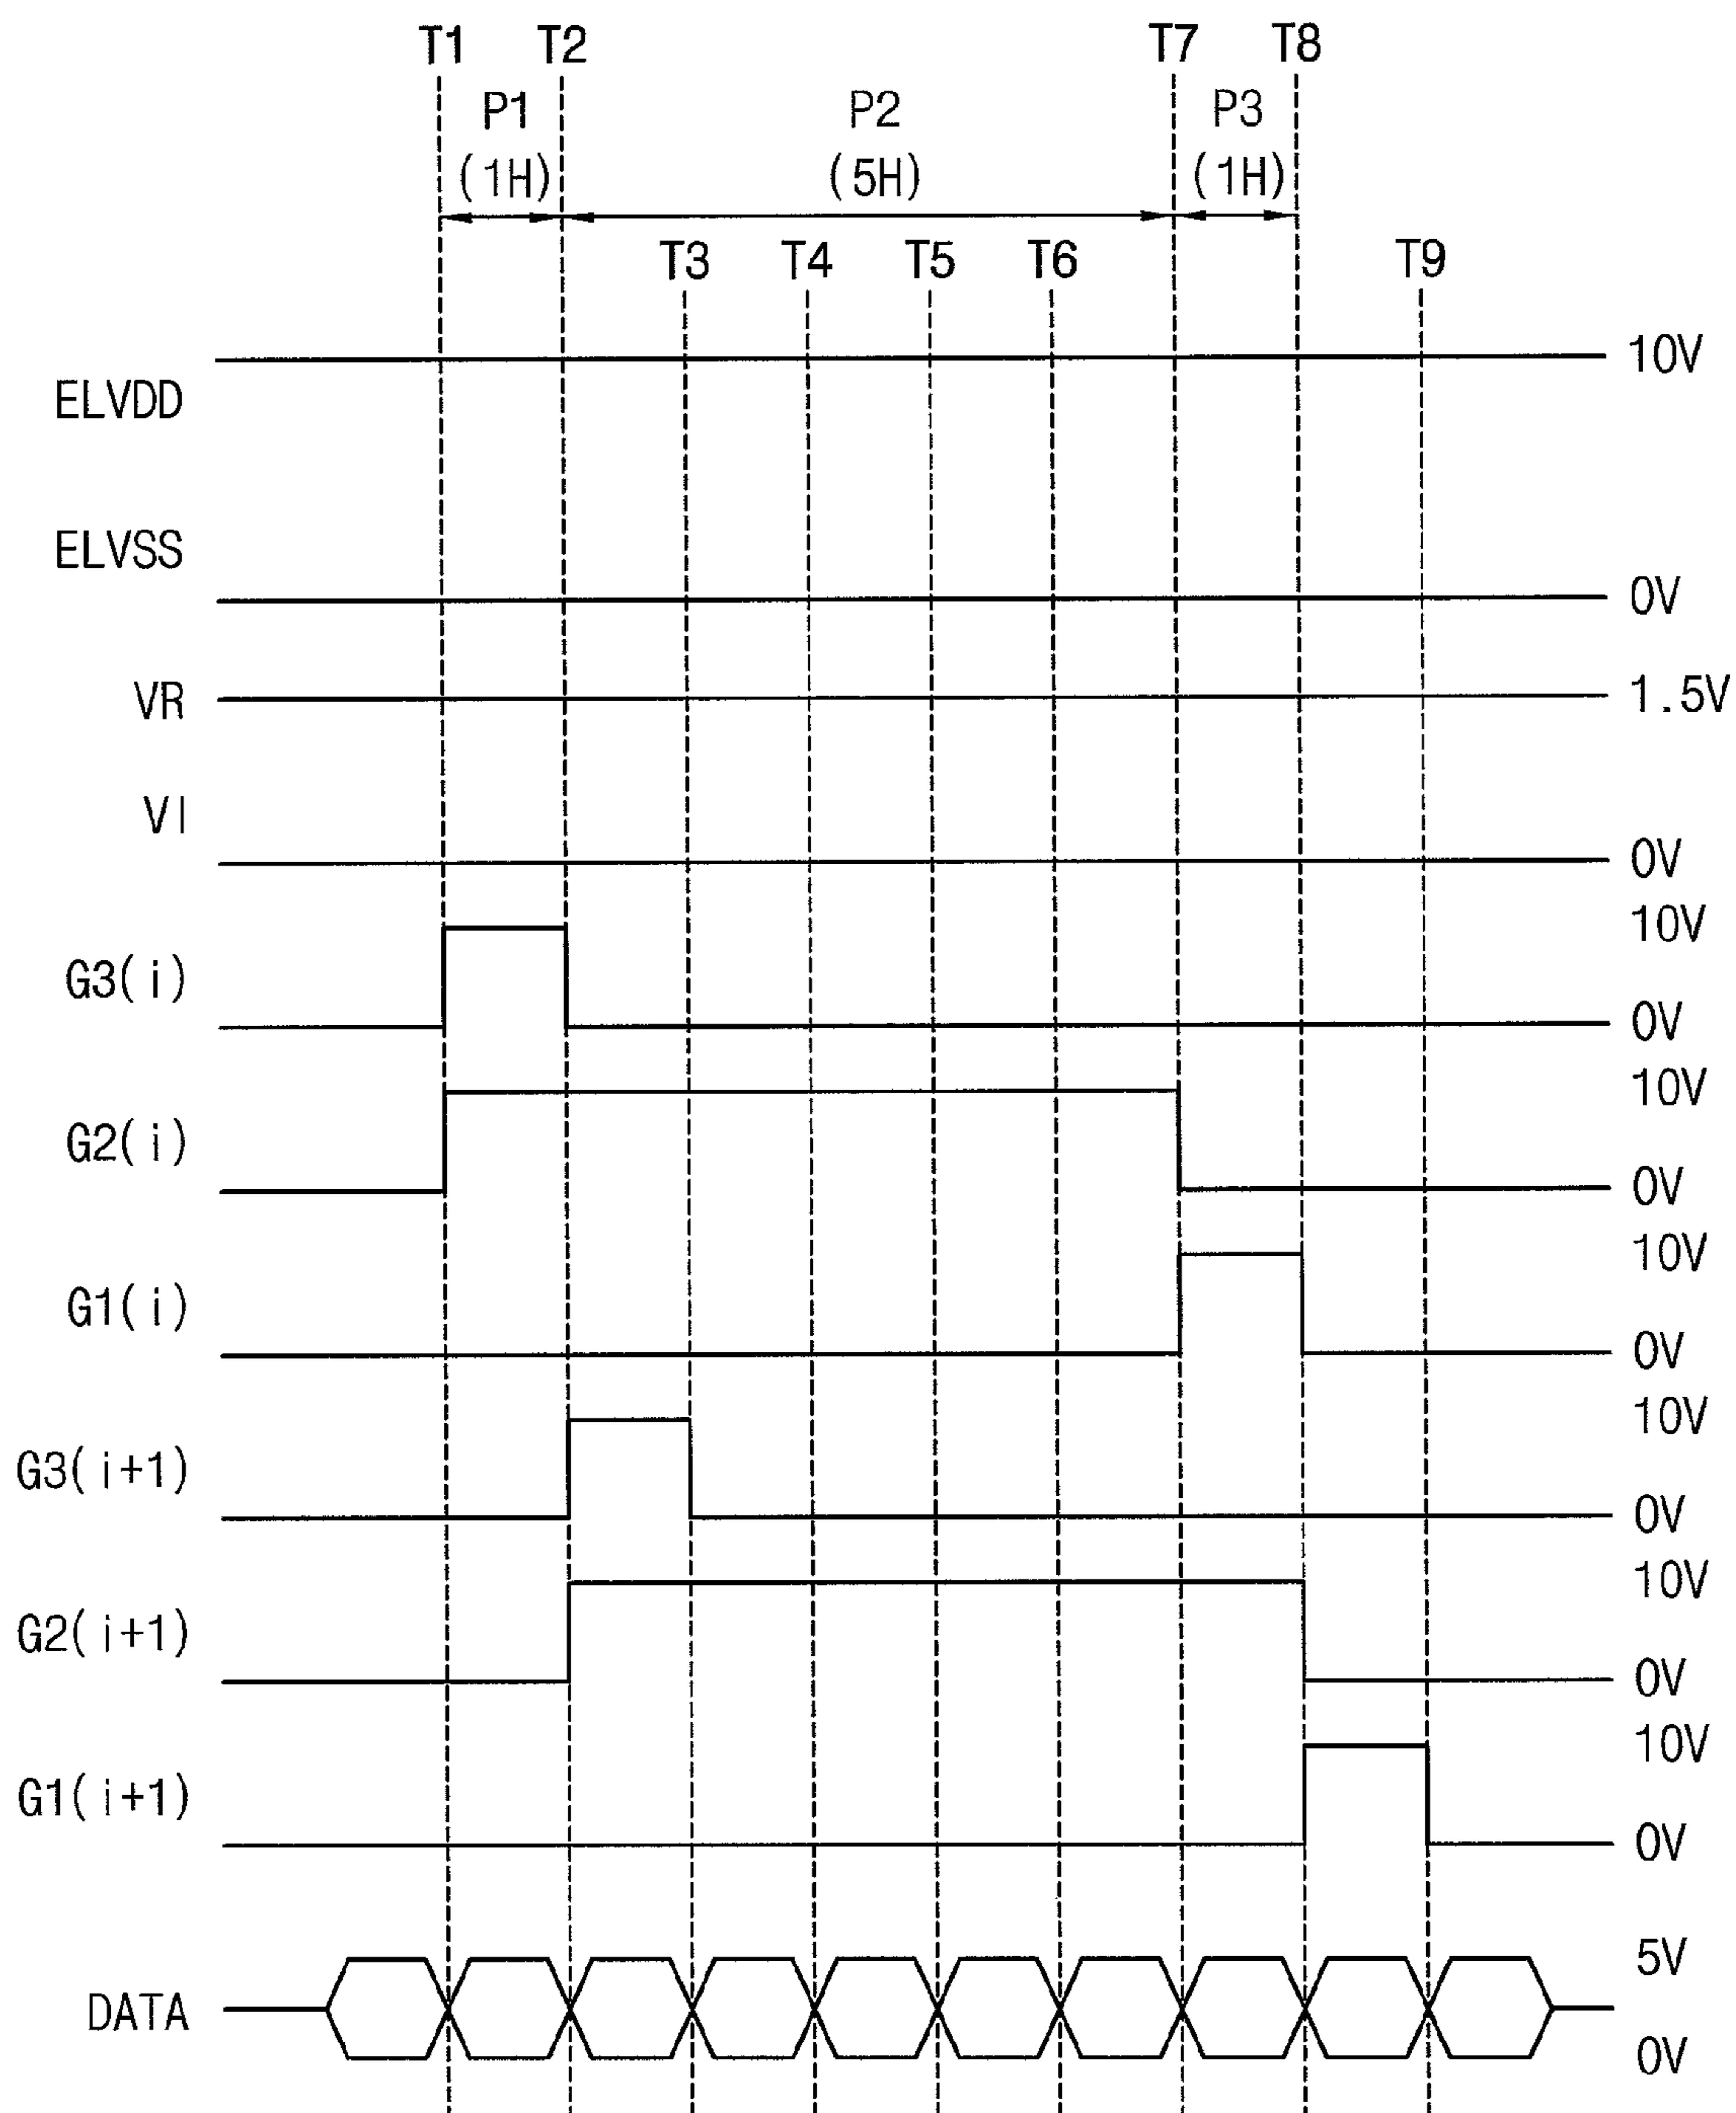 T1 T2 T7 T8
P1 P2 P3
(1H) (5H) (1H)
T3 T4 T5 T6 T9
10V
ELVDD
ELVSS
0V
VR 1.5V
VI
0V
10V
G3(i)
0V
10V
G2(i)
0V
10V
G1(i)
0V
10V
G3(i+1)
0V
10V
G2(i+1)
0V
10V
G1(i+1)
0V
5V
DATA
0V